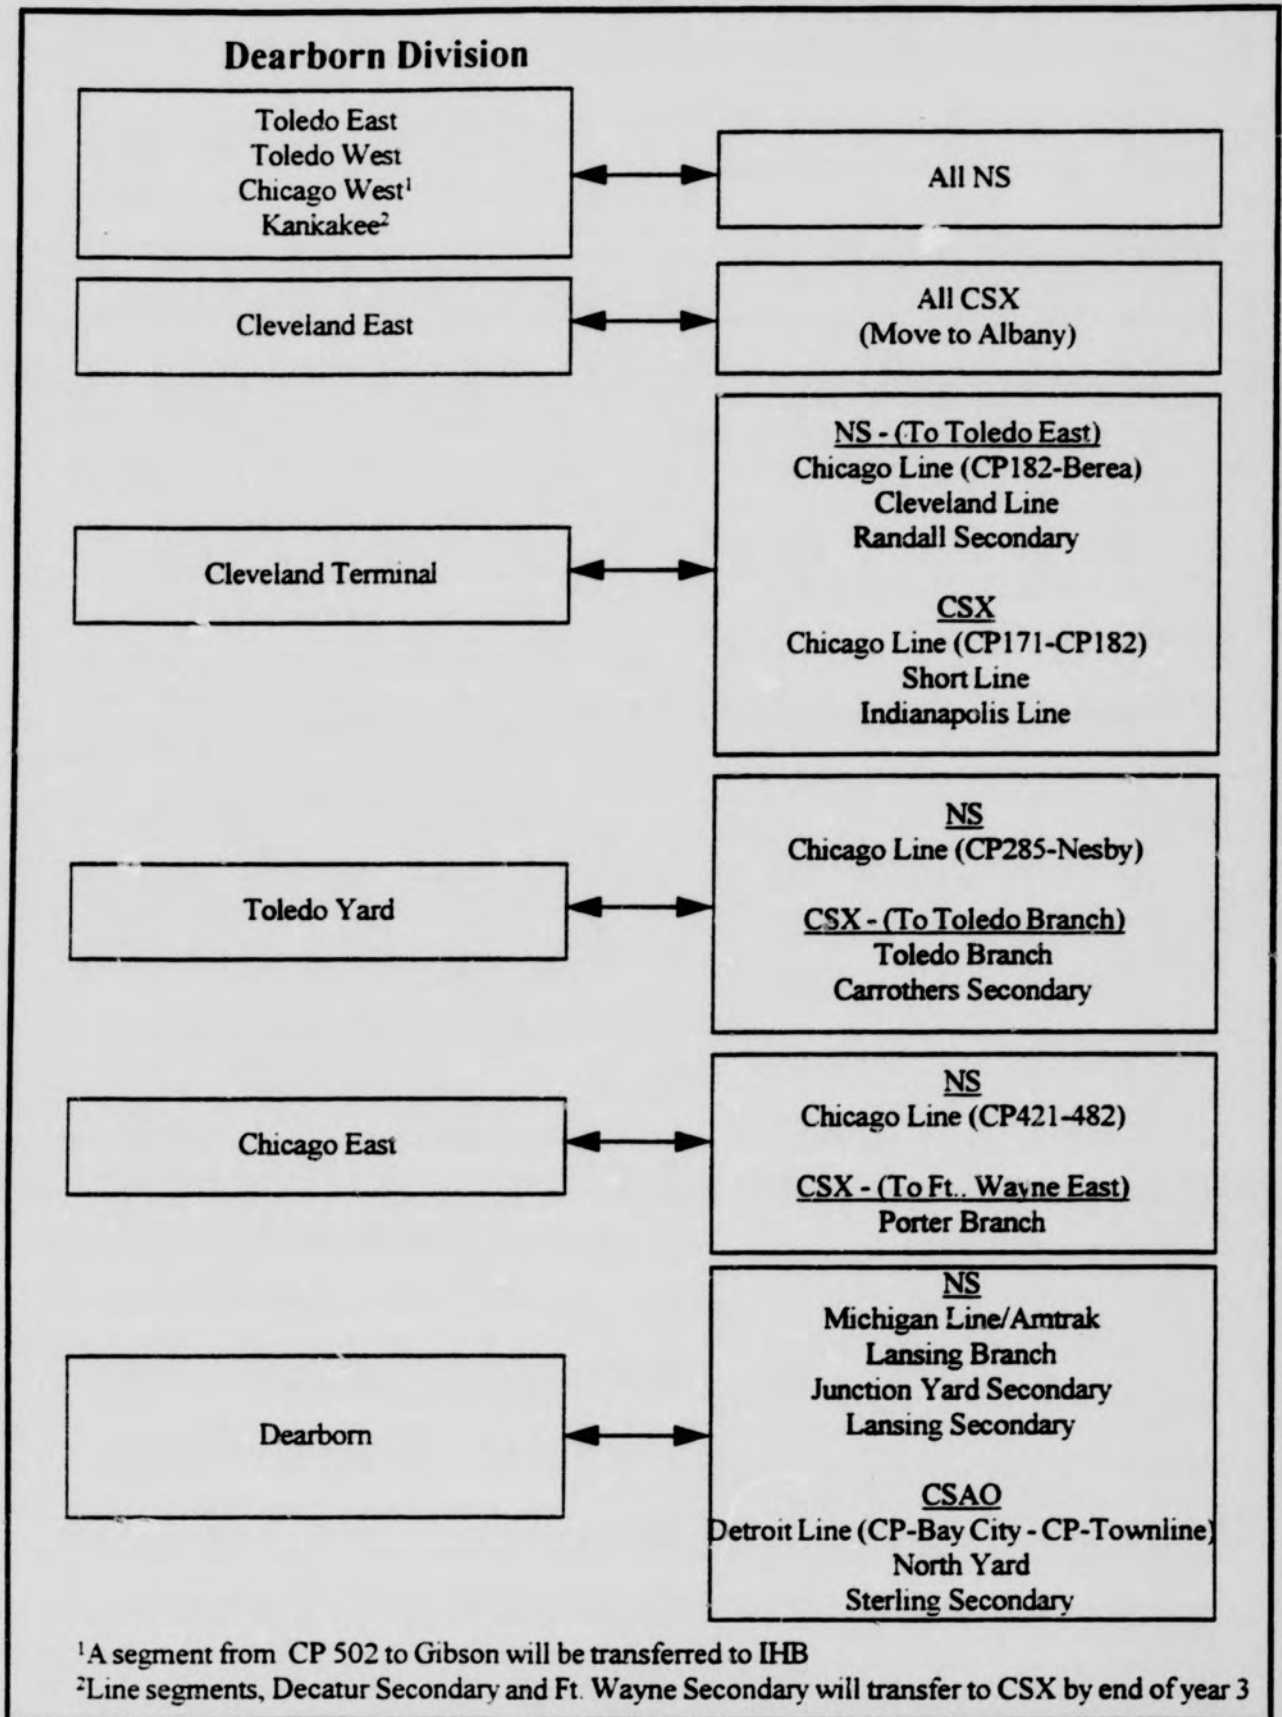 Dearborn Division
Toledo East
Toledo West
Chicago West¹
Kankakee²
All NS
Cleveland East
All CSX
(Move to Albany)
Cleveland Terminal
NS - (To Toledo East)
Chicago Line (CP182-Berea)
Cleveland Line
Randall Secondary
CSX
Chicago Line (CP171-CP182)
Short Line
Indianapolis Line
Toledo Yard
NS
Chicago Line (CP285-Nesby)
CSX - (To Toledo Branch)
Toledo Branch
Carrothers Secondary
Chicago East
NS
Chicago Line (CP421-482)
CSX - (To Ft.. Wayne East)
Porter Branch
Dearborn
NS
Michigan Line/Amtrak
Lansing Branch
Junction Yard Secondary
Lansing Secondary
CSAO
Detroit Line (CP-Bay City - CP-Townline)
North Yard
Sterling Secondary
¹A segment from CP 502 to Gibson will be transferred to IHB
²Line segments, Decatur Secondary and Ft. Wayne Secondary will transfer to CSX by end of year 3